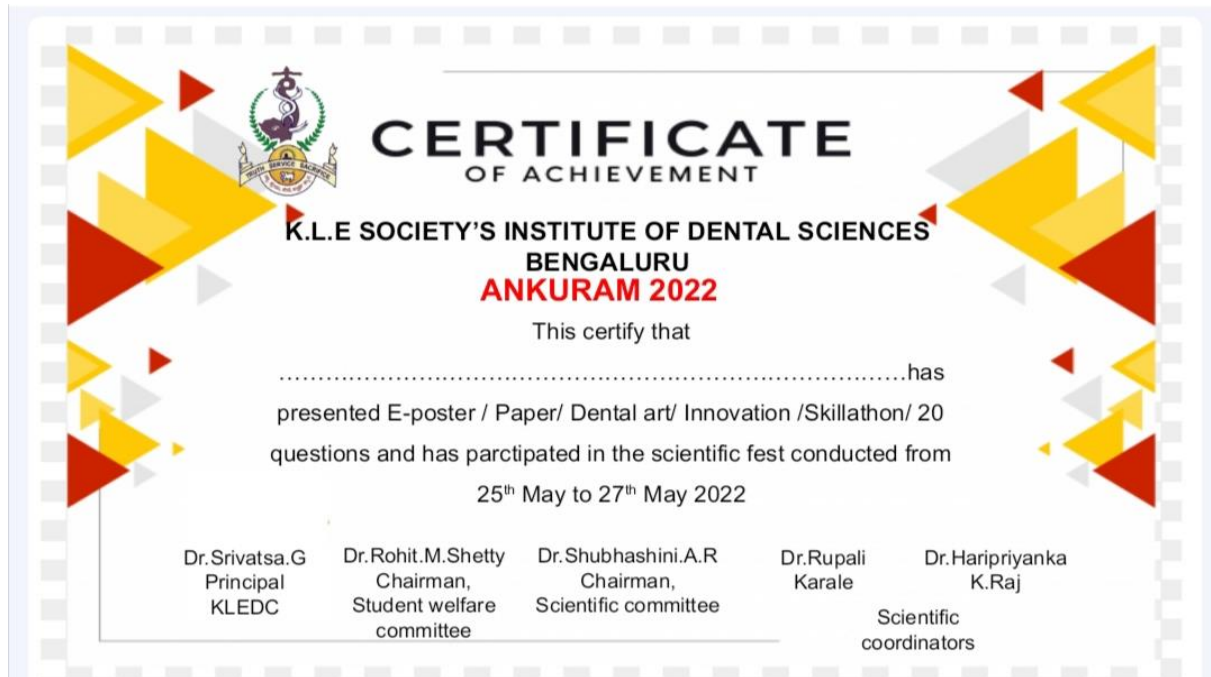 TRUTH SERVICE SACRIFICE
CERTIFICATE
OF ACHIEVEMENT
K.L.E SOCIETY'S INSTITUTE OF DENTAL SCIENCES
BENGALURU
ANKURAM 2022
This certify that
................................................................................has
presented E-poster / Paper/ Dental art/ Innovation /Skillathon/ 20
questions and has parctipated in the scientific fest conducted from
25th May to 27th May 2022
Dr.Srivatsa.G
Principal
KLEDC
Dr.Rohit.M.Shetty
Chairman,
Student welfare
committee
Dr.Shubhashini.A.R
Chairman,
Scientific committee
Dr.Rupali
Karale
Dr.Haripriyanka
K.Raj
Scientific
coordinators